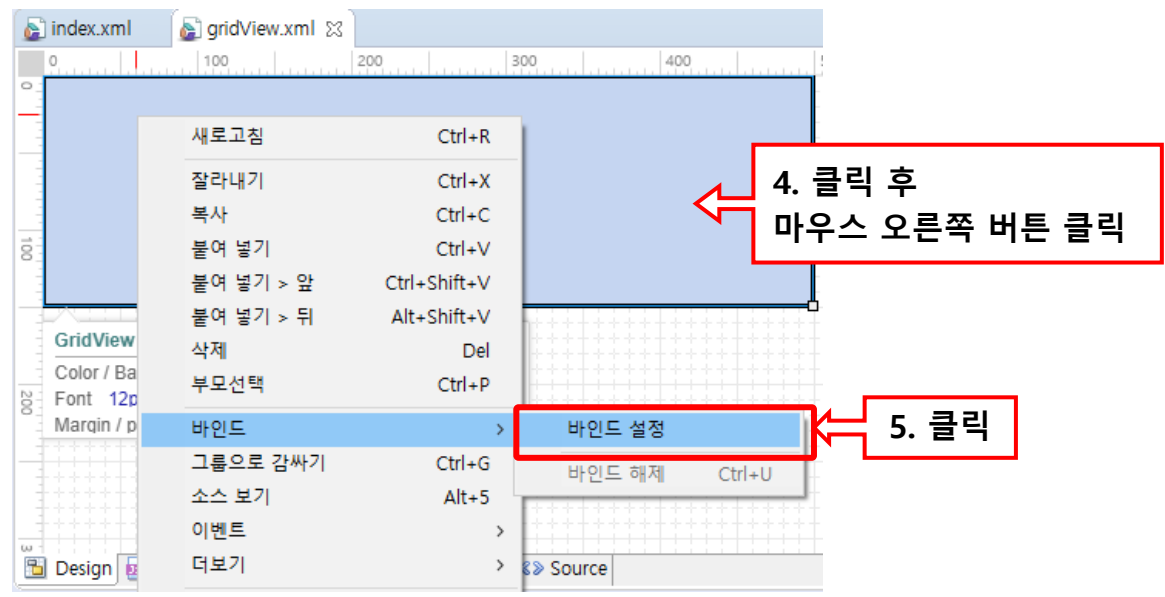 index.xml
gridView.xml
0 100 200 300 400
0
100
200
새로고침 Ctrl+R
잘라내기 Ctrl+X
복사 Ctrl+C
붙여 넣기 Ctrl+V
붙여 넣기 > 앞 Ctrl+Shift+V
붙여 넣기 > 뒤 Alt+Shift+V
삭제 Del
부모선택 Ctrl+P
바인드 >
그룹으로 감싸기 Ctrl+G
소스 보기 Alt+5
이벤트 >
더보기 >
바인드 설정
바인드 해제 Ctrl+U
4. 클릭 후
마우스 오른쪽 버튼 클릭
5. 클릭
GridView
Color / Ba
Font 12p
Margin / p
Design
Source